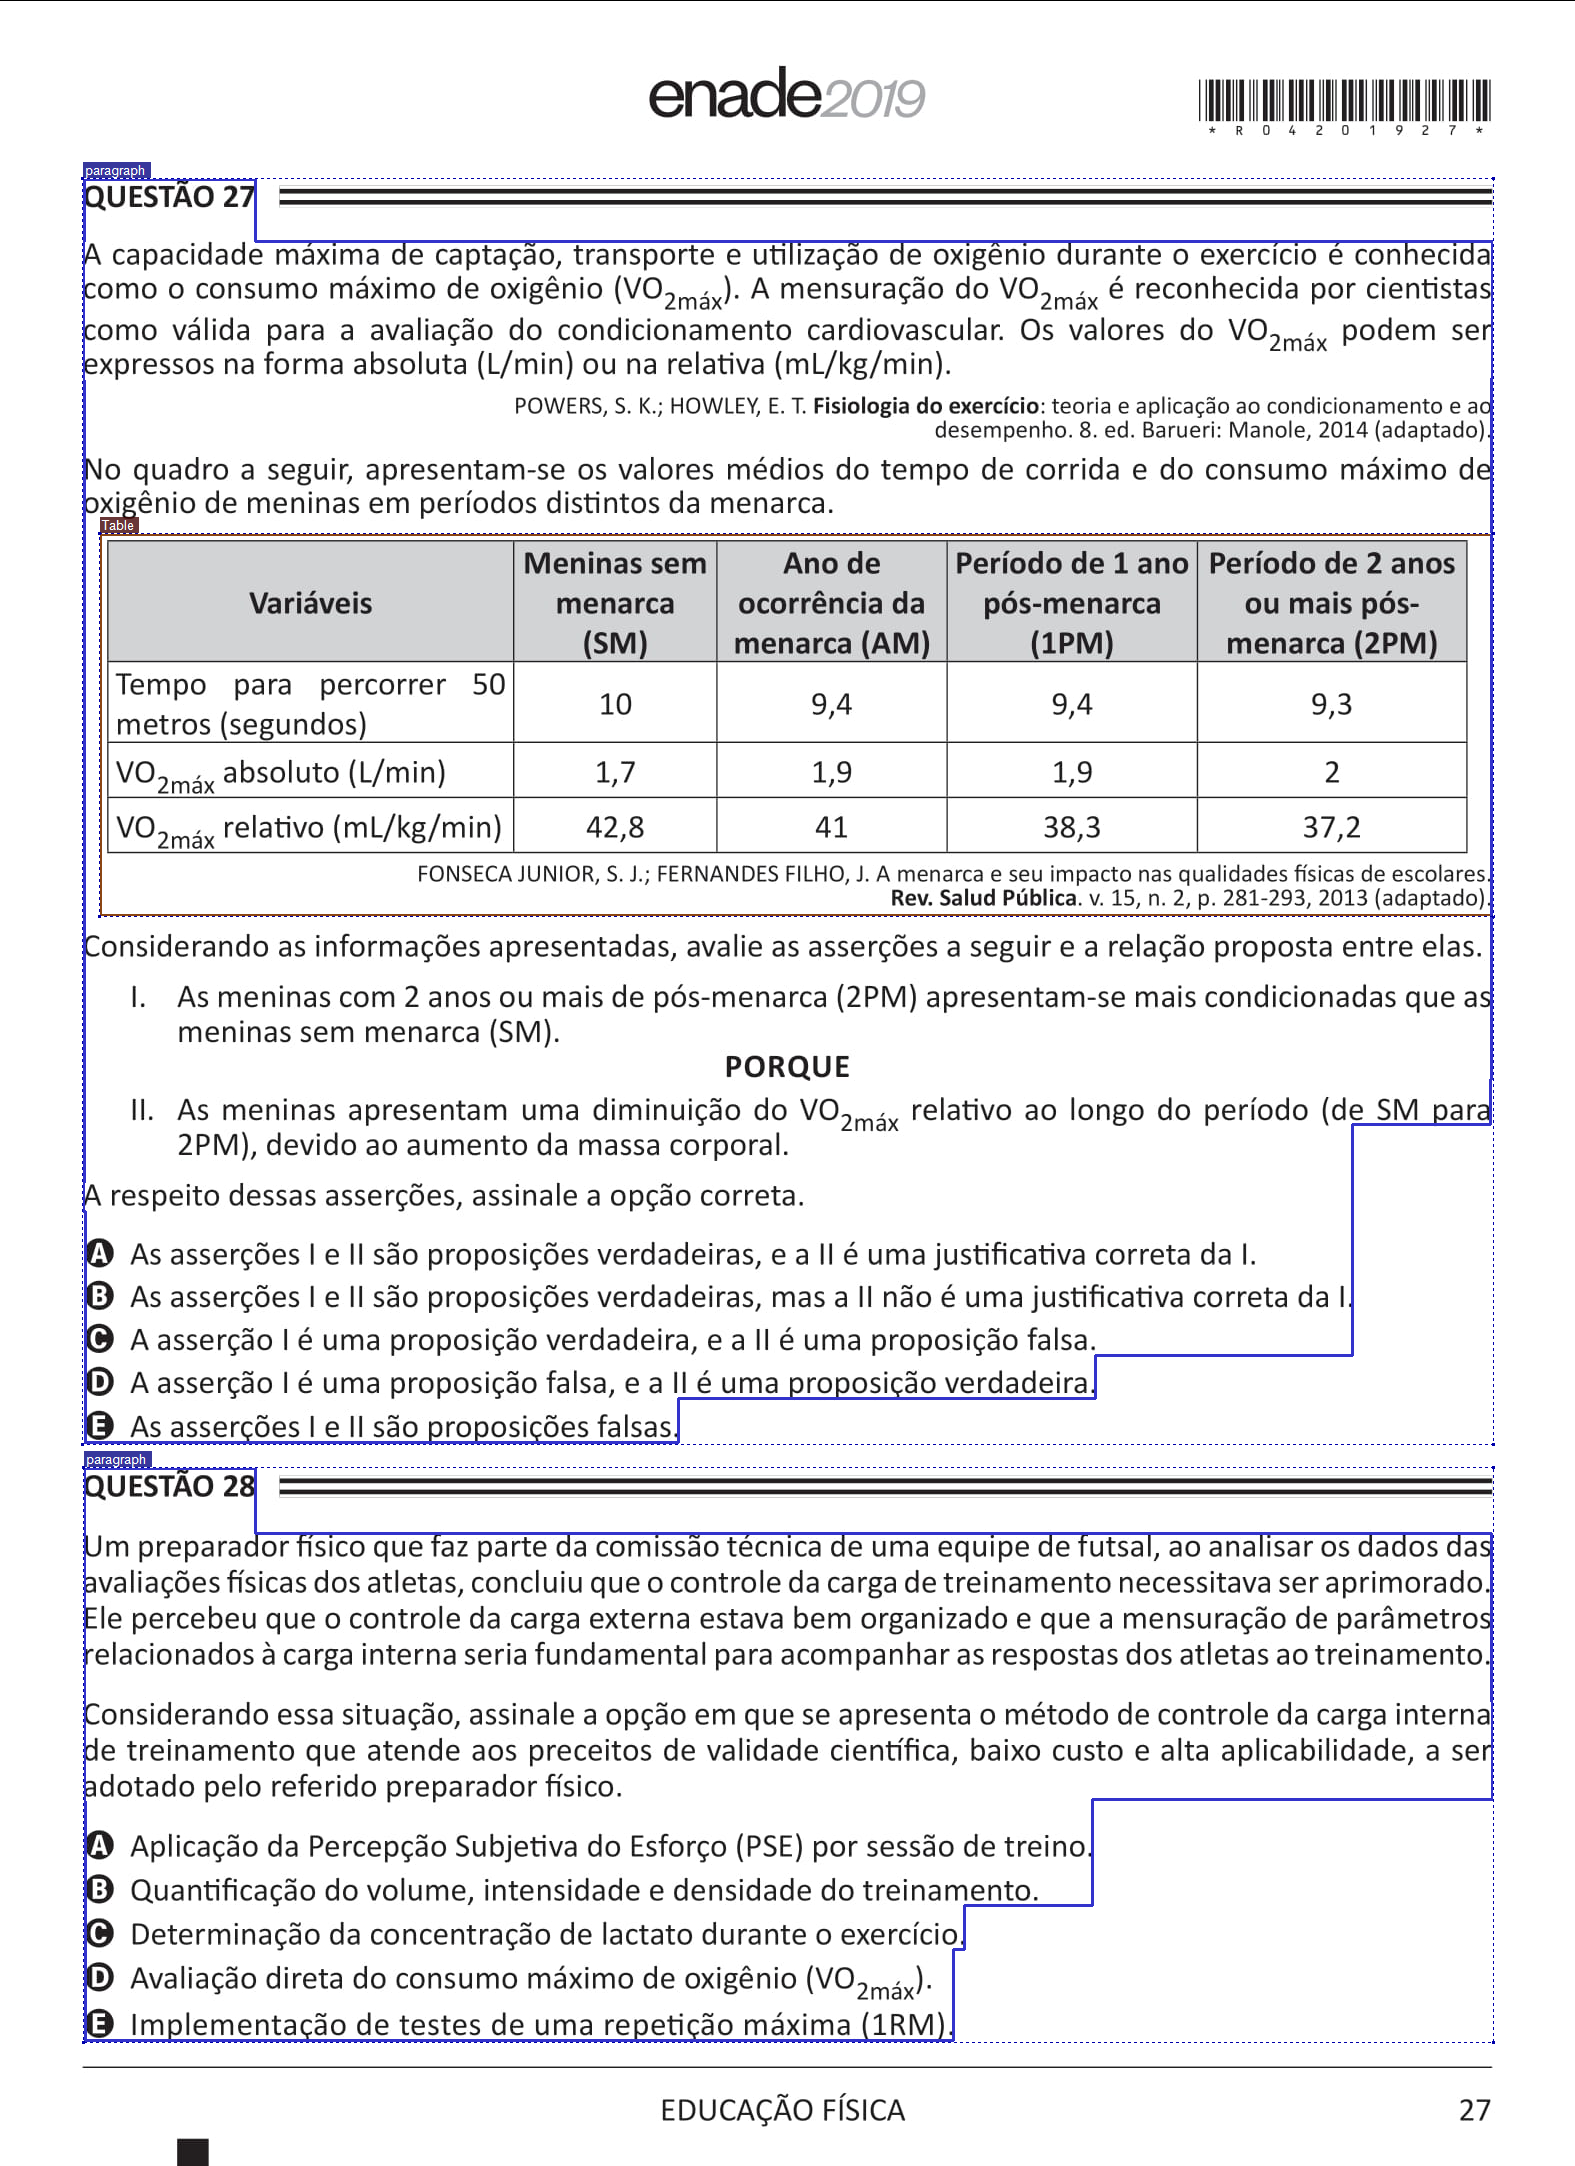 enade2019
*R04201927*
paragraph
QUESTÃO 27
A capacidade máxima de captação, transporte e utilização de oxigênio durante o exercício é conhecida
como o consumo máximo de oxigênio (VO2máx). A mensuração do VO2máx é reconhecida por cientistas
como válida para a avaliação do condicionamento cardiovascular. Os valores do VO2máx podem ser
expressos na forma absoluta (L/min) ou na relativa (mL/kg/min).
POWERS, S. K.; HOWLEY, E. T. Fisiologia do exercício: teoria e aplicação ao condicionamento e ao
desempenho. 8. ed. Barueri: Manole, 2014 (adaptado).
No quadro a seguir, apresentam-se os valores médios do tempo de corrida e do consumo máximo de
oxigênio de meninas em períodos distintos da menarca.
Table
Variáveis
Meninas sem
menarca
(SM)
Ano de
ocorrência da
menarca (AM)
Período de 1 ano
pós-menarca
(1PM)
Período de 2 anos
ou mais pós-
menarca (2PM)
Tempo para percorrer 50
metros (segundos)
10
9,4
9,4
9,3
VO2máx absoluto (L/min)
1,7
1,9
1,9
2
VO2máx relativo (mL/kg/min)
42,8
41
38,3
37,2
FONSECA JUNIOR, S. J.; FERNANDES FILHO, J. A menarca e seu impacto nas qualidades físicas de escolares.
Rev. Salud Pública. v. 15, n. 2, p. 281-293, 2013 (adaptado).
Considerando as informações apresentadas, avalie as asserções a seguir e a relação proposta entre elas.
I. As meninas com 2 anos ou mais de pós-menarca (2PM) apresentam-se mais condicionadas que as
meninas sem menarca (SM).
PORQUE
II. As meninas apresentam uma diminuição do VO2máx relativo ao longo do período (de SM para
2PM), devido ao aumento da massa corporal.
A respeito dessas asserções, assinale a opção correta.
A As asserções I e II são proposições verdadeiras, e a II é uma justificativa correta da I.
B As asserções I e II são proposições verdadeiras, mas a II não é uma justificativa correta da I.
C A asserção I é uma proposição verdadeira, e a II é uma proposição falsa.
D A asserção I é uma proposição falsa, e a II é uma proposição verdadeira.
E As asserções I e II são proposições falsas.
paragraph
QUESTÃO 28
Um preparador físico que faz parte da comissão técnica de uma equipe de futsal, ao analisar os dados das
avaliações físicas dos atletas, concluiu que o controle da carga de treinamento necessitava ser aprimorado.
Ele percebeu que o controle da carga externa estava bem organizado e que a mensuração de parâmetros
relacionados à carga interna seria fundamental para acompanhar as respostas dos atletas ao treinamento.
Considerando essa situação, assinale a opção em que se apresenta o método de controle da carga interna
de treinamento que atende aos preceitos de validade científica, baixo custo e alta aplicabilidade, a ser
adotado pelo referido preparador físico.
A Aplicação da Percepção Subjetiva do Esforço (PSE) por sessão de treino.
B Quantificação do volume, intensidade e densidade do treinamento.
C Determinação da concentração de lactato durante o exercício.
D Avaliação direta do consumo máximo de oxigênio (VO2máx).
E Implementação de testes de uma repetição máxima (1RM).
EDUCAÇÃO FÍSICA
27